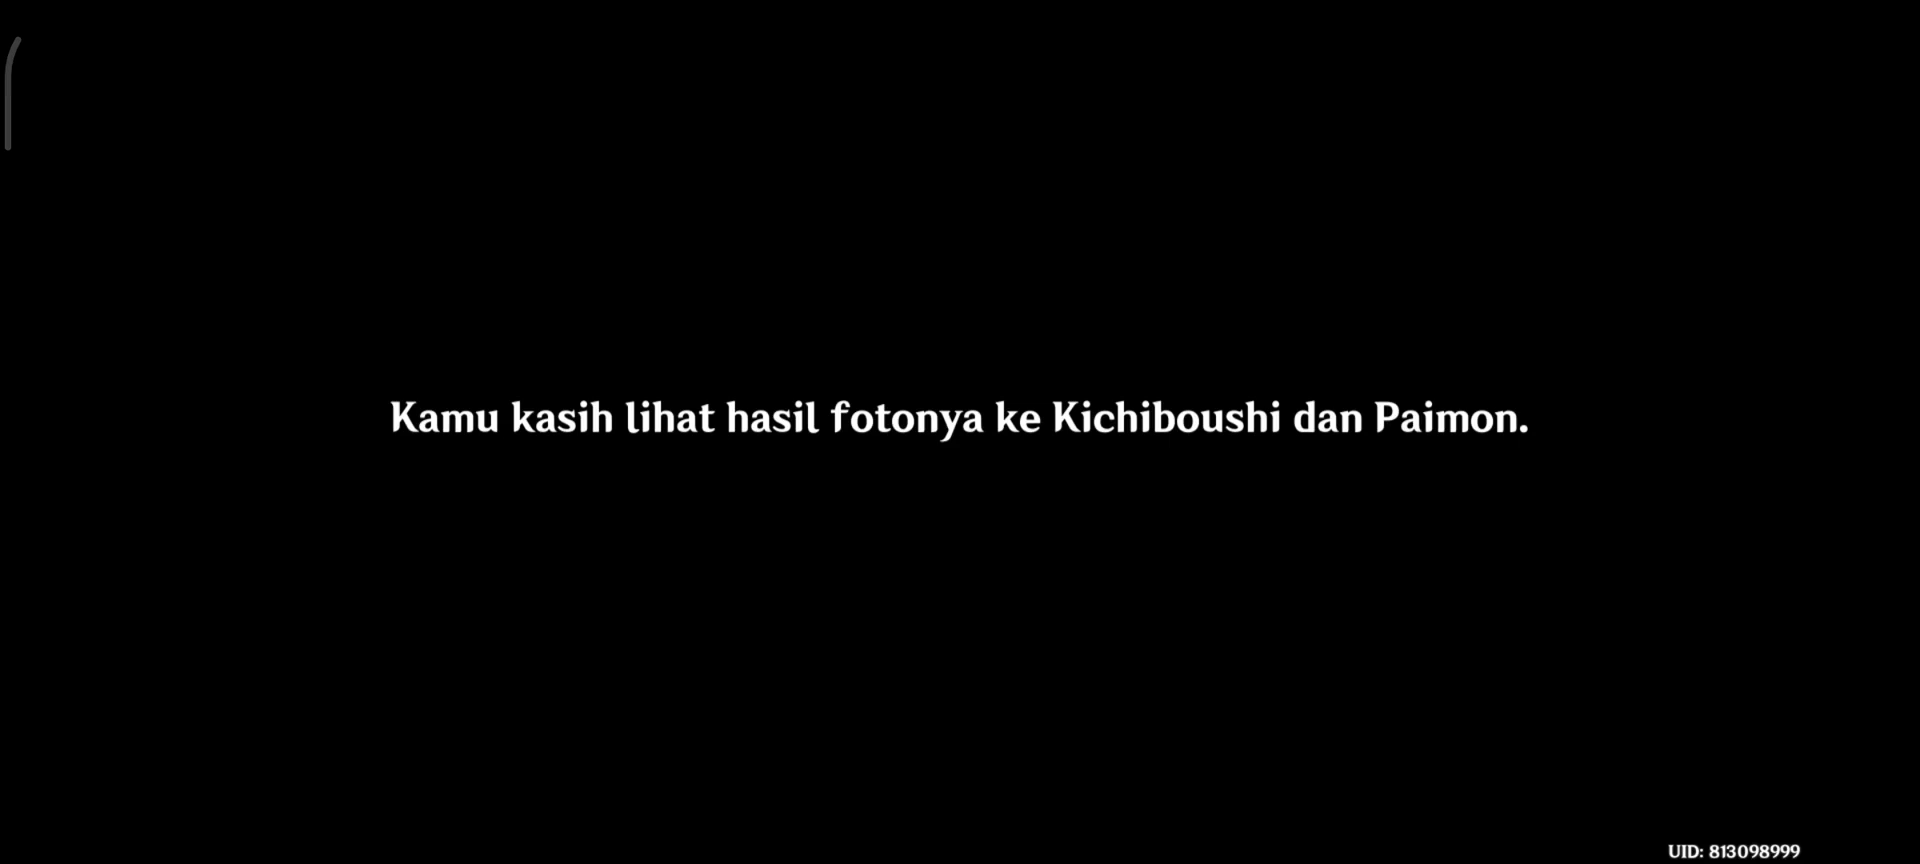 Kamu kasih lihat hasil fotonya ke Kichiboushi dan Paimon.
UID: 813098999